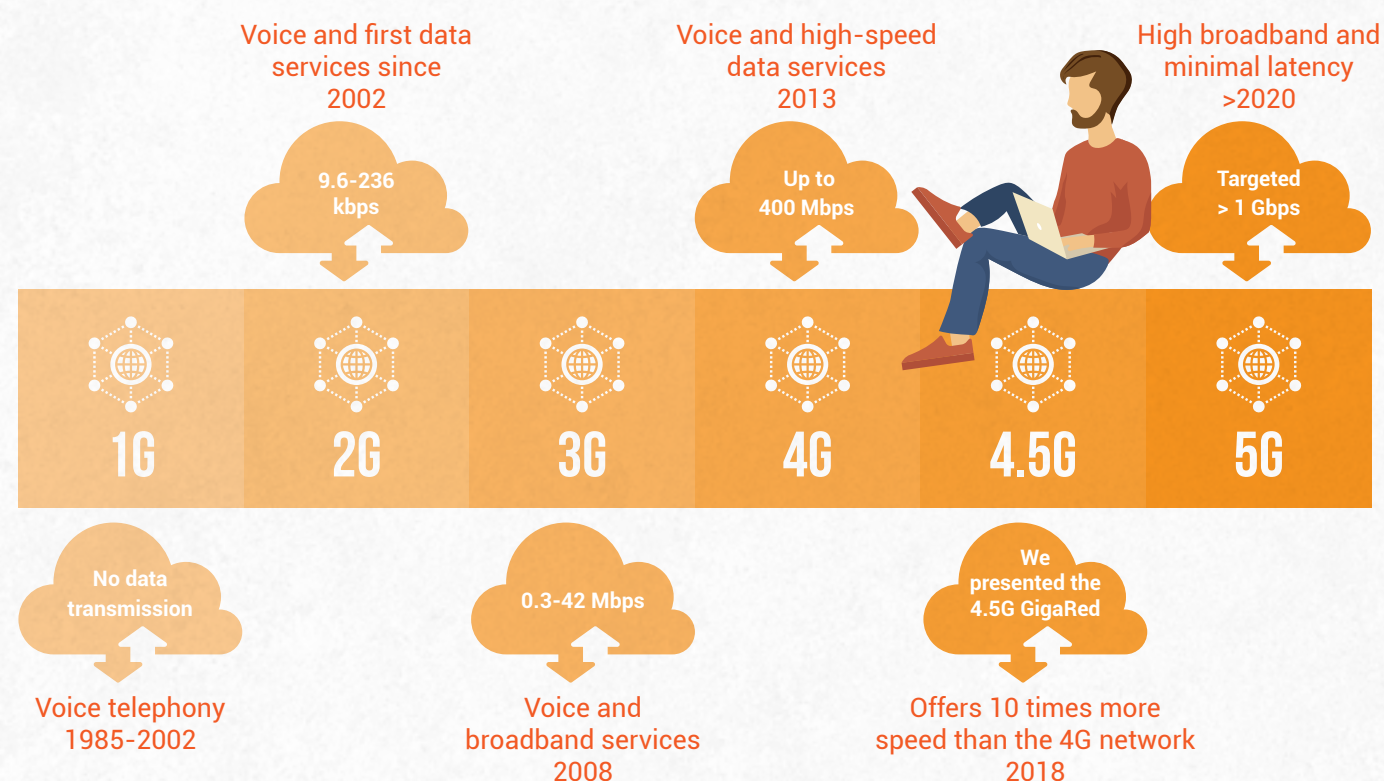 Voice and first data
services since
2002
9.6-236
kbps
Voice and high-speed
data services
2013
Up to
400 Mbps
High broadband and
minimal latency
>2020
Targeted
> 1 Gbps
1G
2G
3G
4G
4.5G
5G
No data
transmission
Voice telephony
1985-2002
0.3-42 Mbps
Voice and
broadband services
2008
We
presented the
4.5G GigaRed
Offers 10 times more
speed than the 4G network
2018